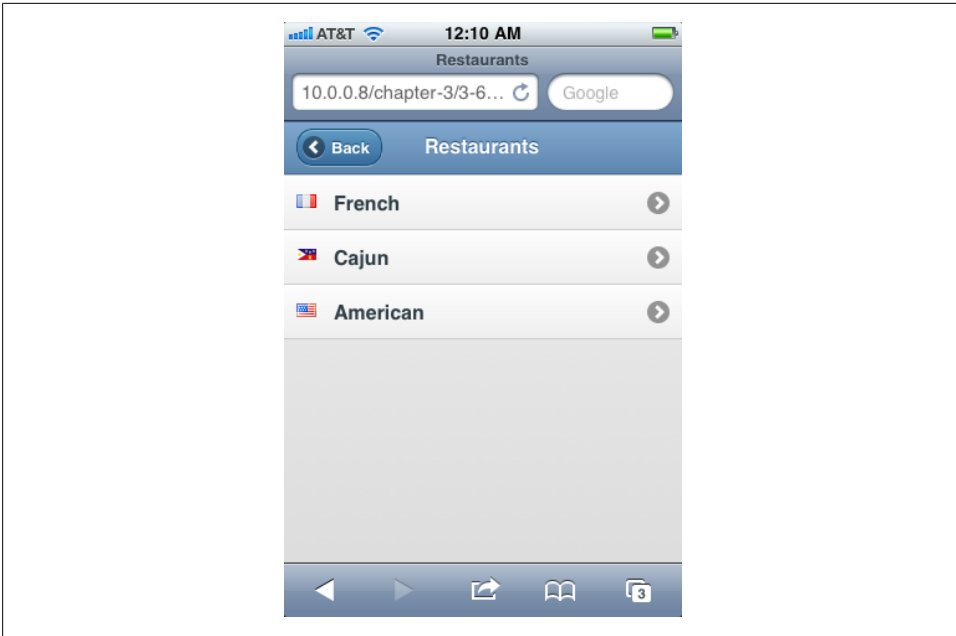 AT&T 12:10 AM
Restaurants
10.0.0.8/chapter-3/3-6... Google
Back Restaurants
French
Cajun
American
3